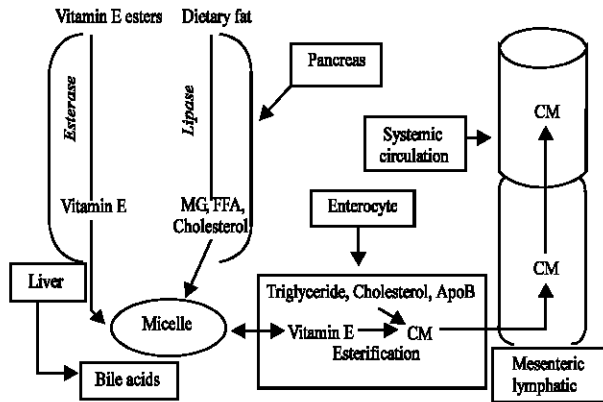 Vitamin E esters
Dietary fat
Esterase
Lipase
Pancreas
CM
Systemic
circulation
Vitamin E
MG, FFA,
Cholesterol
Enterocyte
Liver
CM
Triglyceride, Cholesterol, ApoB
Micelle
Vitamin E
CM
Esterification
Bile acids
Mesenteric
lymphatic